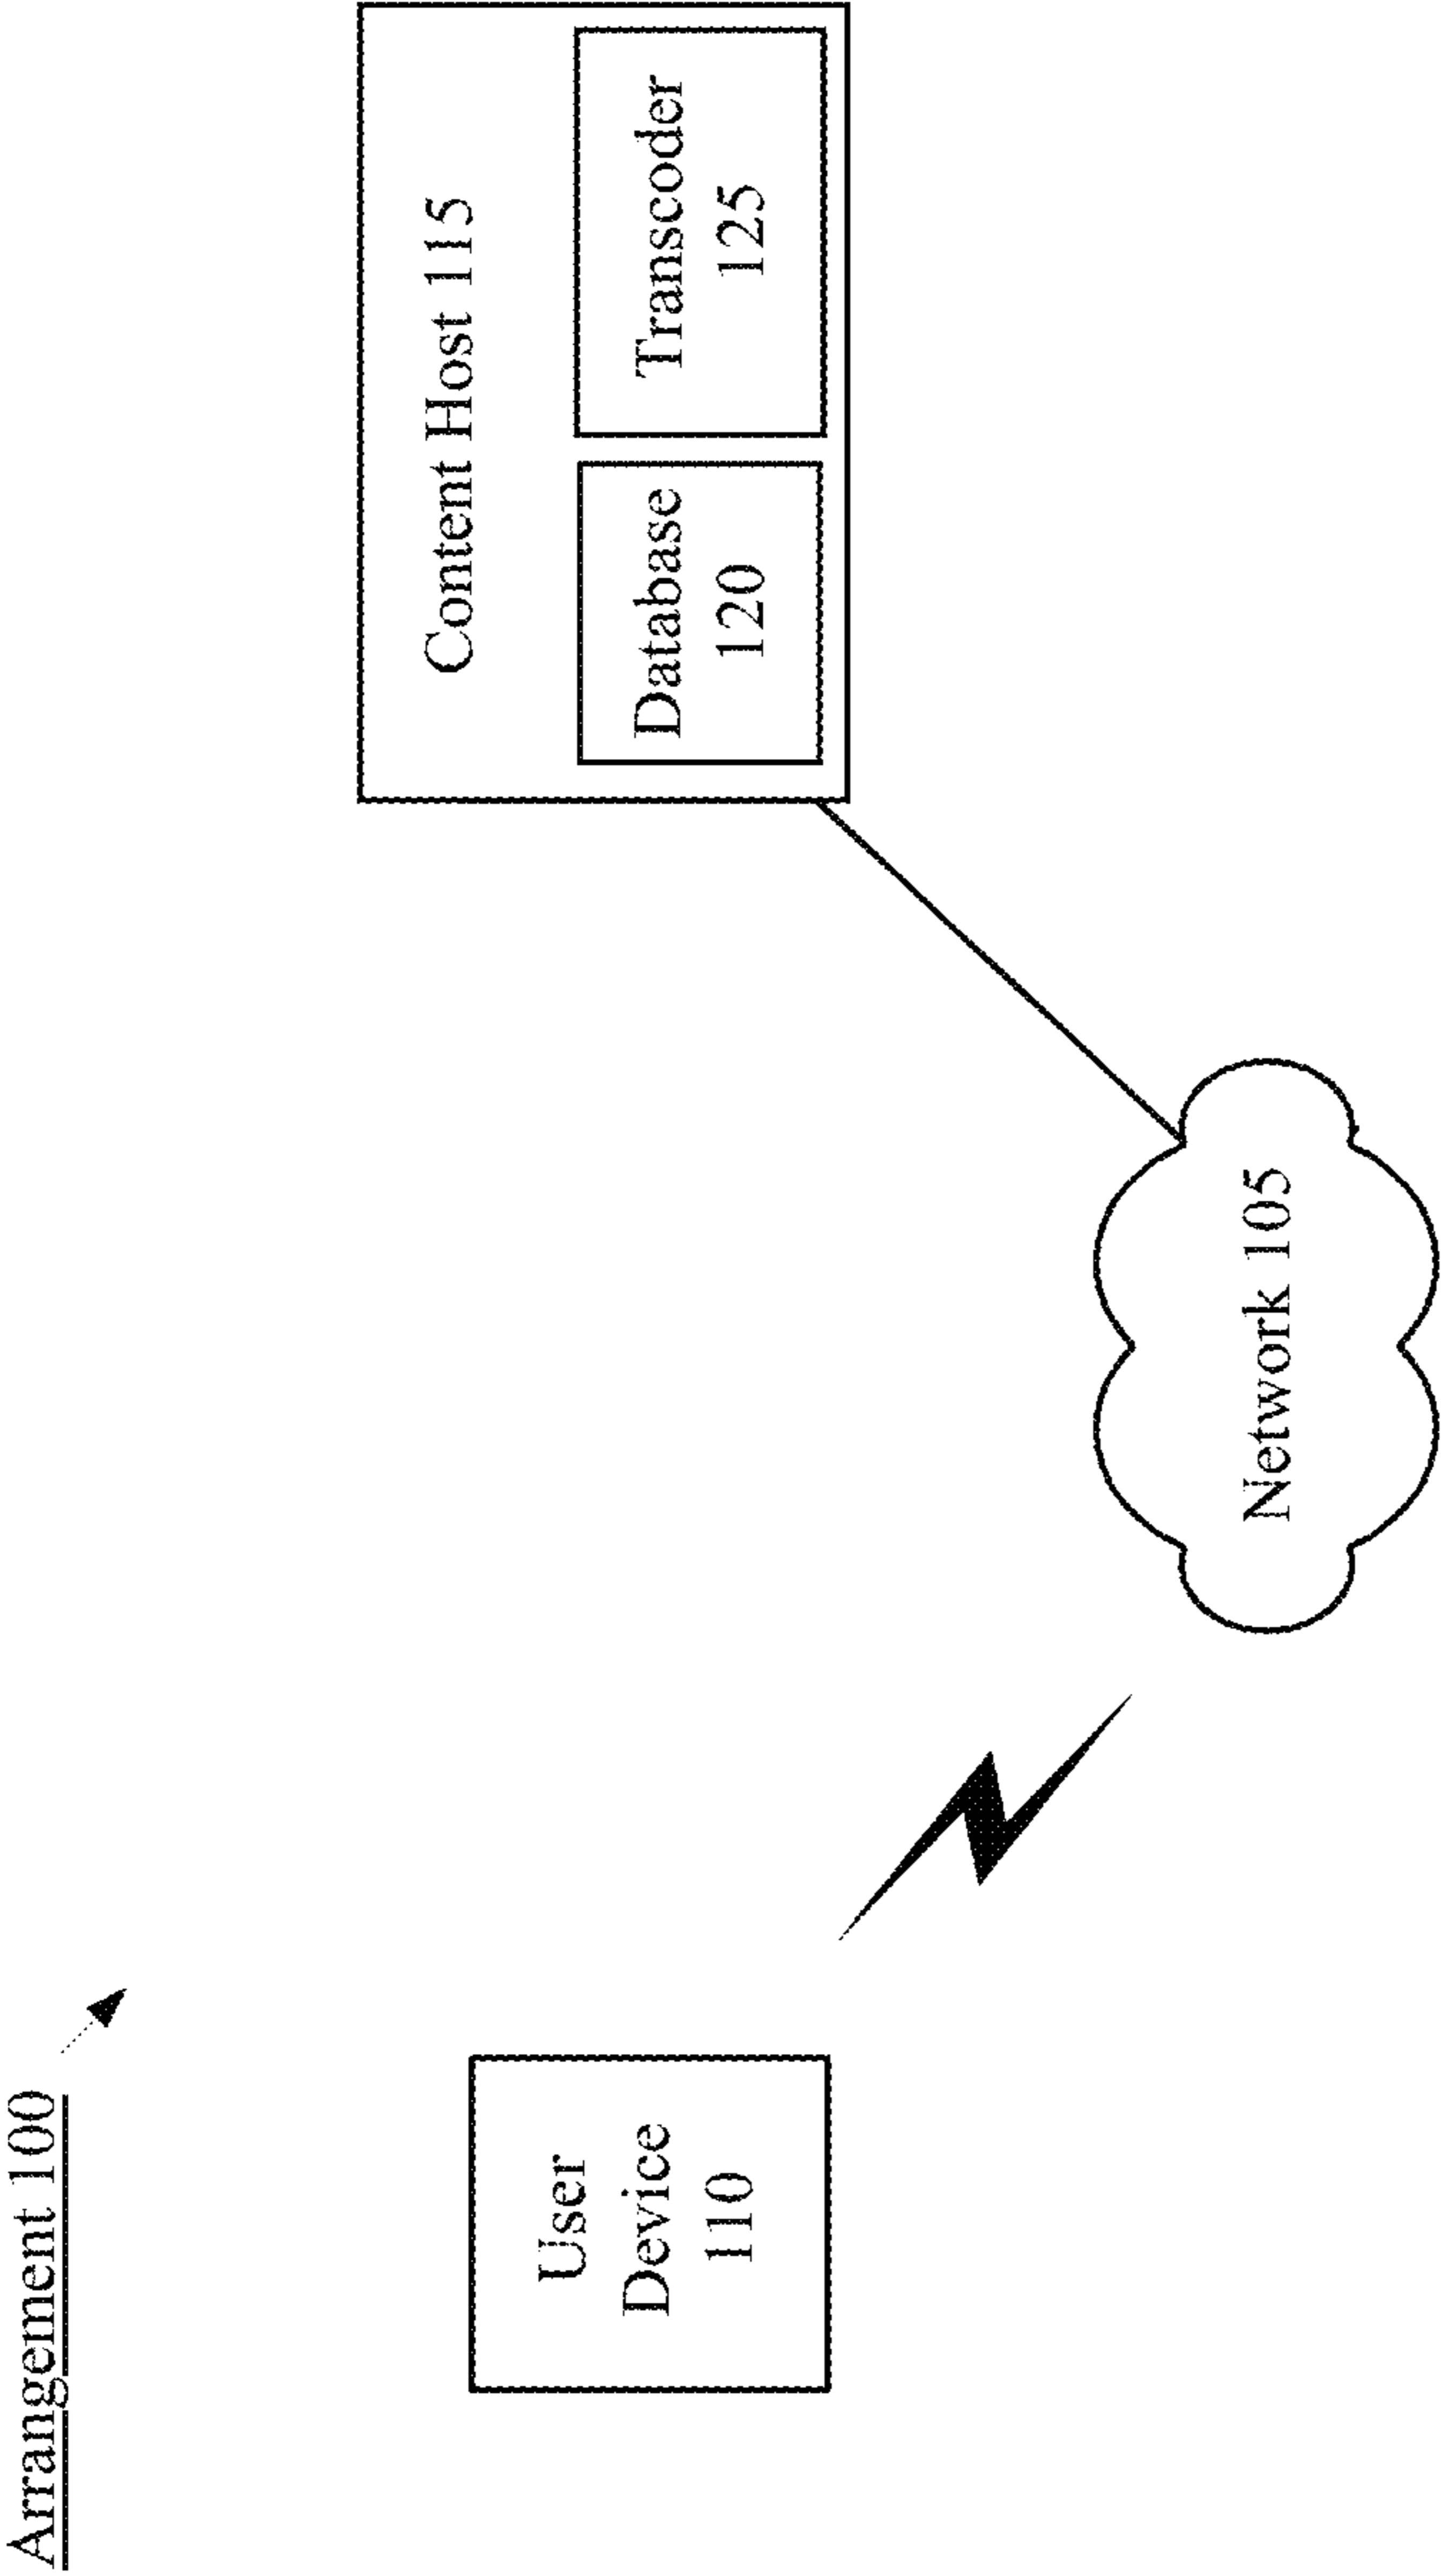 Arrangement 100
User
Device
110
Content Host 115
Database
120
Transcoder
125
Network 105